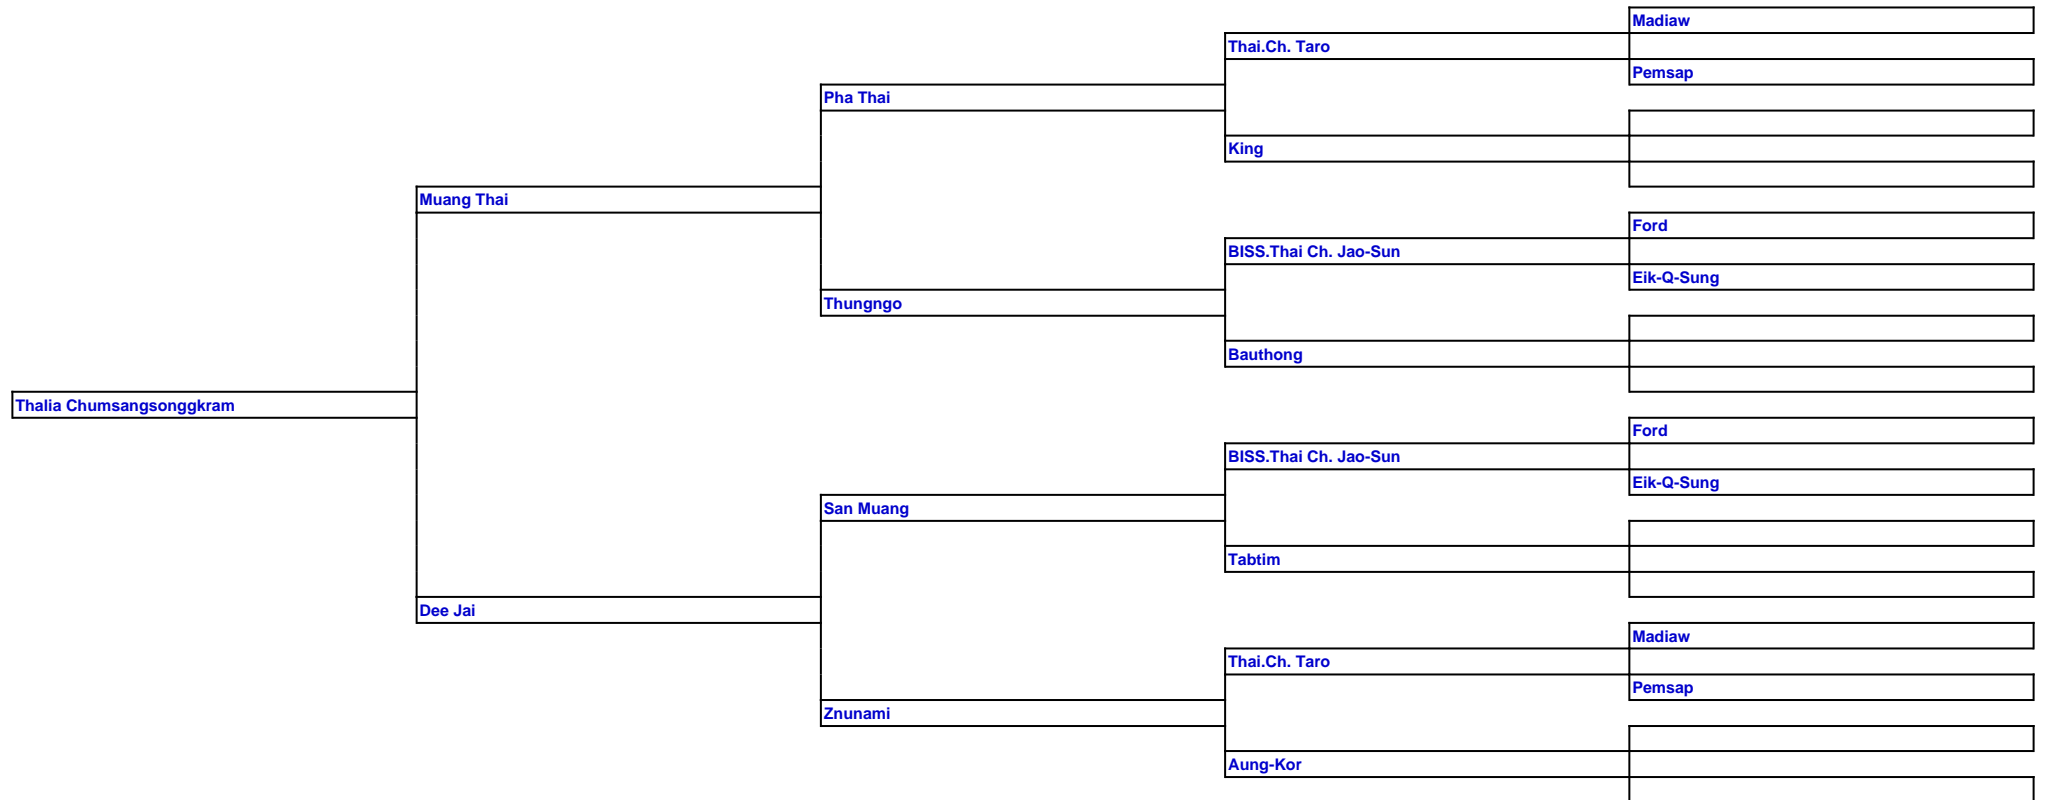 Madiaw
Thai.Ch. Taro
Pemsap
Pha Thai
King
Muang Thai
Ford
BISS.Thai Ch. Jao-Sun
Eik-Q-Sung
Thungngo
Bauthong
Thalia Chumsangsonggkram
Ford
BISS.Thai Ch. Jao-Sun
Eik-Q-Sung
San Muang
Tabtim
Dee Jai
Madiaw
Thai.Ch. Taro
Pemsap
Znunami
Aung-Kor